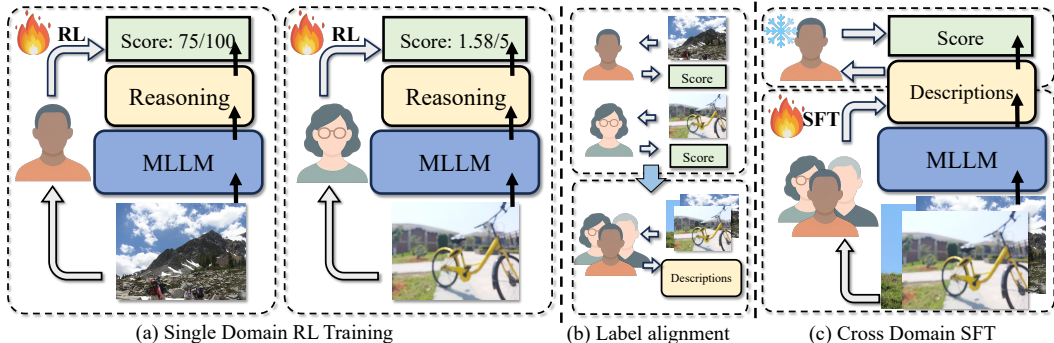 RL
Score: 75/100
Reasoning
MLLM
RL
Score: 1.58/5
Reasoning
MLLM
(a) Single Domain RL Training
Score
Score
Descriptions
(b) Label alignment
Score
Descriptions
SFT
MLLM
(c) Cross Domain SFT